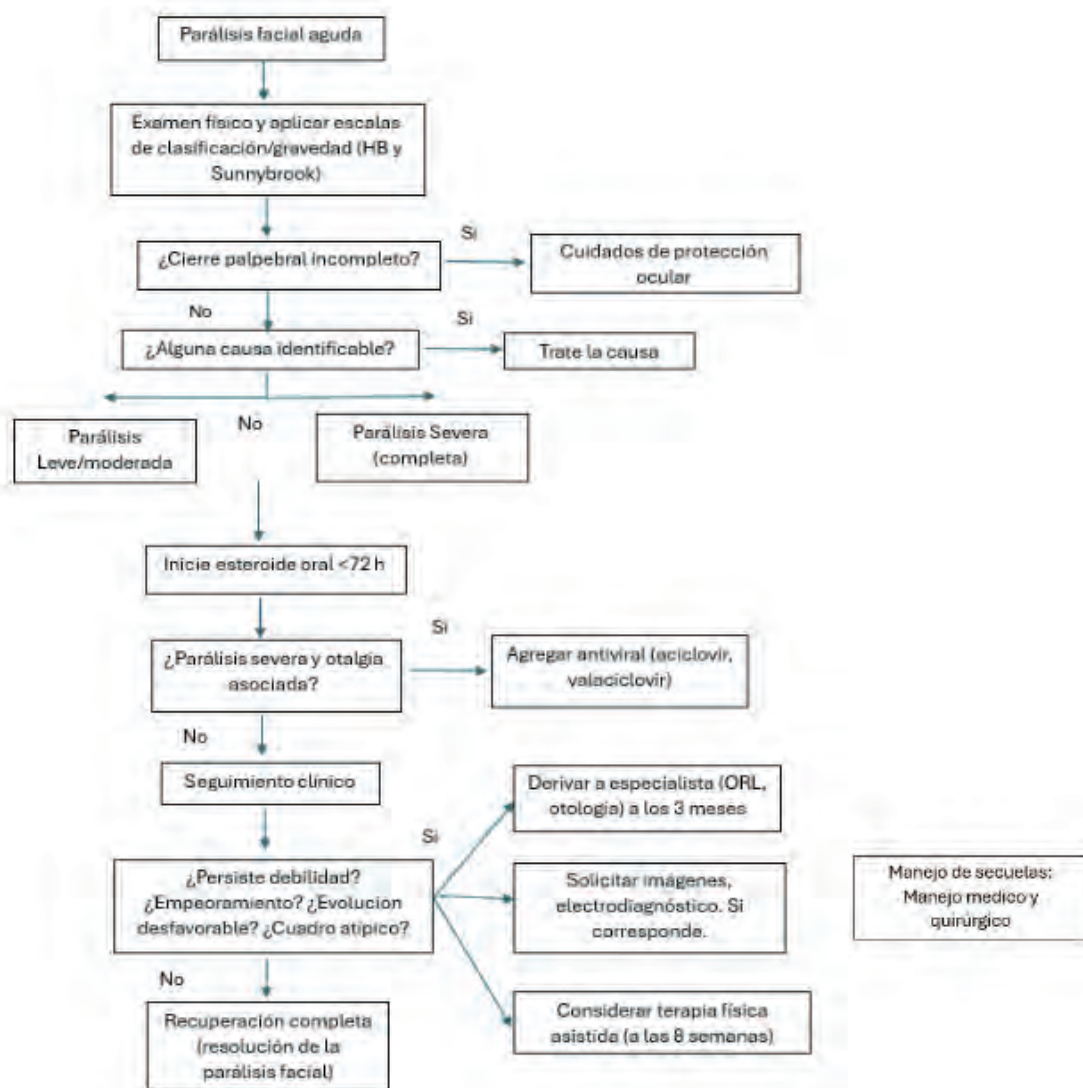 Parálisis facial aguda
Examen físico y aplicar escalas
de clasificación/gravedad (HB y
Sunnybrook)
Si
¿Cierre palpebral incompleto?
Cuidados de protección
ocular
No
Si
¿Alguna causa identificable?
Trate la causa
No
Parálisis
Leve/moderada
Parálisis Severa
(completa)
Inicie esteroide oral <72 h
Si
¿Parálisis severa y otalgia
asociada?
Agregar antiviral (aciclovir,
valaciclovir)
No
Seguimiento clínico
Derivar a especialista (ORL,
otología) a los 3 meses
Si
¿Persiste debilidad?
¿Empeoramiento? ¿Evolución
desfavorable? ¿Cuadro atípico?
Solicitar imágenes,
electrodiagnóstico. Si
corresponde.
Manejo de secuelas:
Manejo medico y
quirúrgico
No
Recuperación completa
(resolución de la
parálisis facial)
Considerar terapia física
asistida (a las 8 semanas)